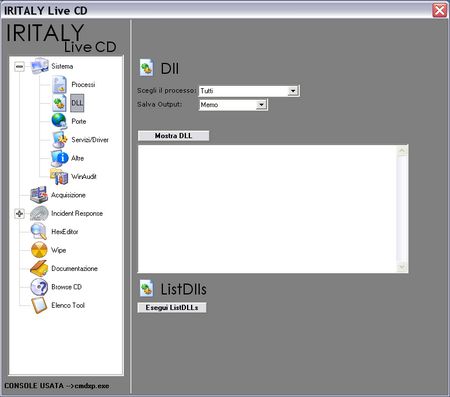 IRITALY Live CD
IRITALY
Live CD
Sistema
Processi
DLL
Porte
Servizi/Driver
Altre
WinAudit
Acquisizione
Incident Response
HexEditor
Wipe
Documentazione
Browse CD
Elenco Tool
CONSOLE USATA -->cmdxp.exe
Dll
Scegli il processo: Tutti
Salva Output: Memo
Mostra DLL
ListDlls
Esegui ListDLLs